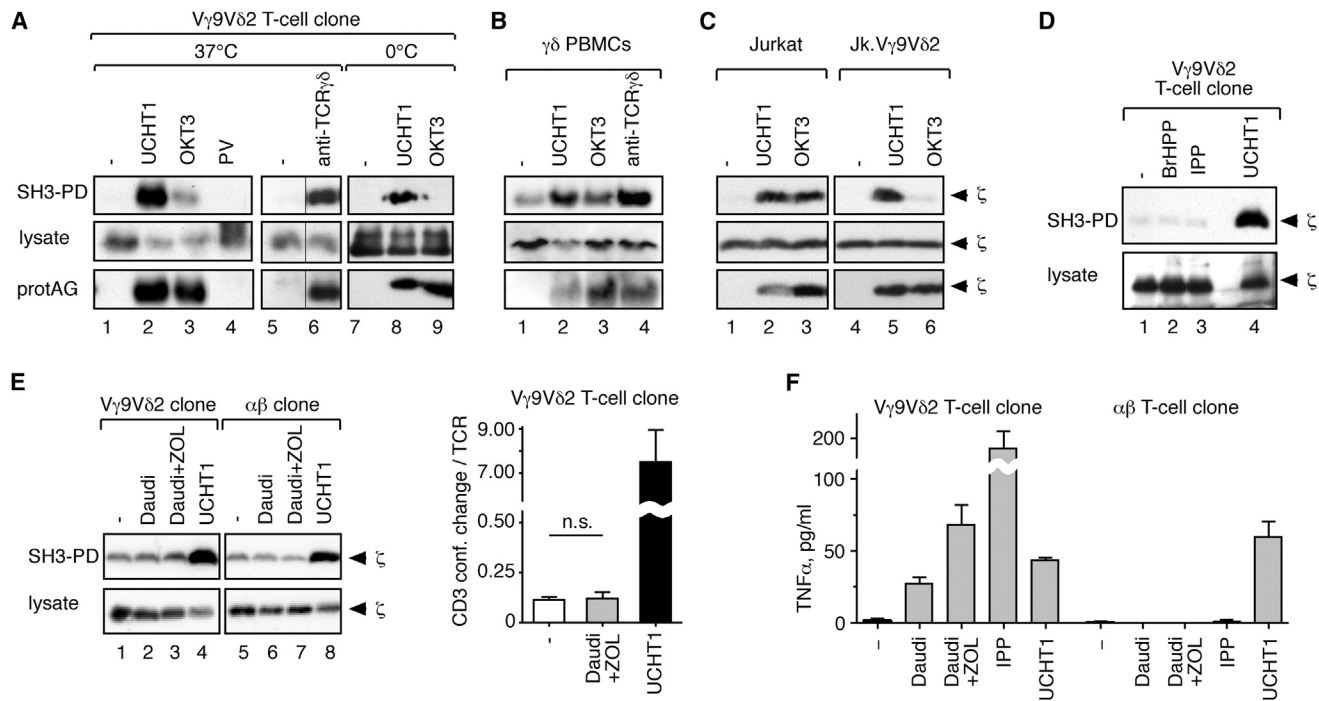 A
Vγ9Vδ2 T-cell clone
37°C
0°C
-
UCHT1
OKT3
PV
-
anti-TCRγδ
-
UCHT1
OKT3
SH3-PD
lysate
protAG
1 2 3 4 5 6 7 8 9
B
γδ PBMCs
-
UCHT1
OKT3
anti-TCRγδ
1 2 3 4
C
Jurkat
Jk.Vγ9Vδ2
-
UCHT1
OKT3
-
UCHT1
OKT3
ζ
ζ
ζ
1 2 3 4 5 6
D
Vγ9Vδ2
T-cell clone
-
BrHPP
IPP
UCHT1
SH3-PD
ζ
lysate
ζ
1 2 3 4
E
Vγ9Vδ2 clone
αβ clone
-
Daudi
Daudi+ZOL
UCHT1
-
Daudi
Daudi+ZOL
UCHT1
SH3-PD
ζ
lysate
ζ
1 2 3 4 5 6 7 8
Vγ9Vδ2 T-cell clone
CD3 conf. change / TCR
9.00
7.00
0.50
0.25
0
n.s.
-
Daudi
+ZOL
UCHT1
F
Vγ9Vδ2 T-cell clone
αβ T-cell clone
TNFα, pg/ml
200
100
50
0
–
Daudi
Daudi
+ZOL
IPP
UCHT1
–
Daudi
Daudi
+ZOL
IPP
UCHT1